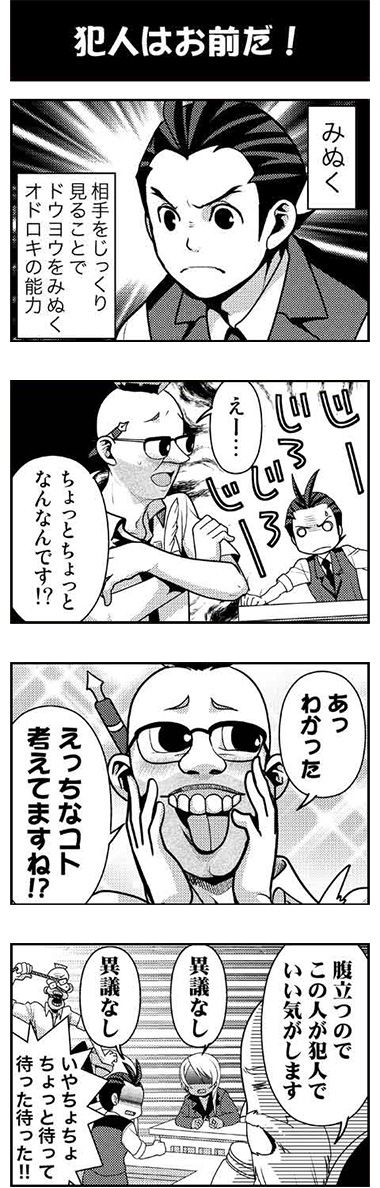 犯人はお前だ！
みぬく
相手をじっくり
見ることで
ドウヨウをみぬく
オドロキの能力
じーー
じろ
じろ
じーー
えー…
ちょっとちょっと
なんなんです!?
あっ
わかった
えっちなコト
考えてますね!?
腹立つので
この人が犯人で
いい気がします
異議なし
異議なし
いやちょちょ
ちょっと待って
待った待った!!